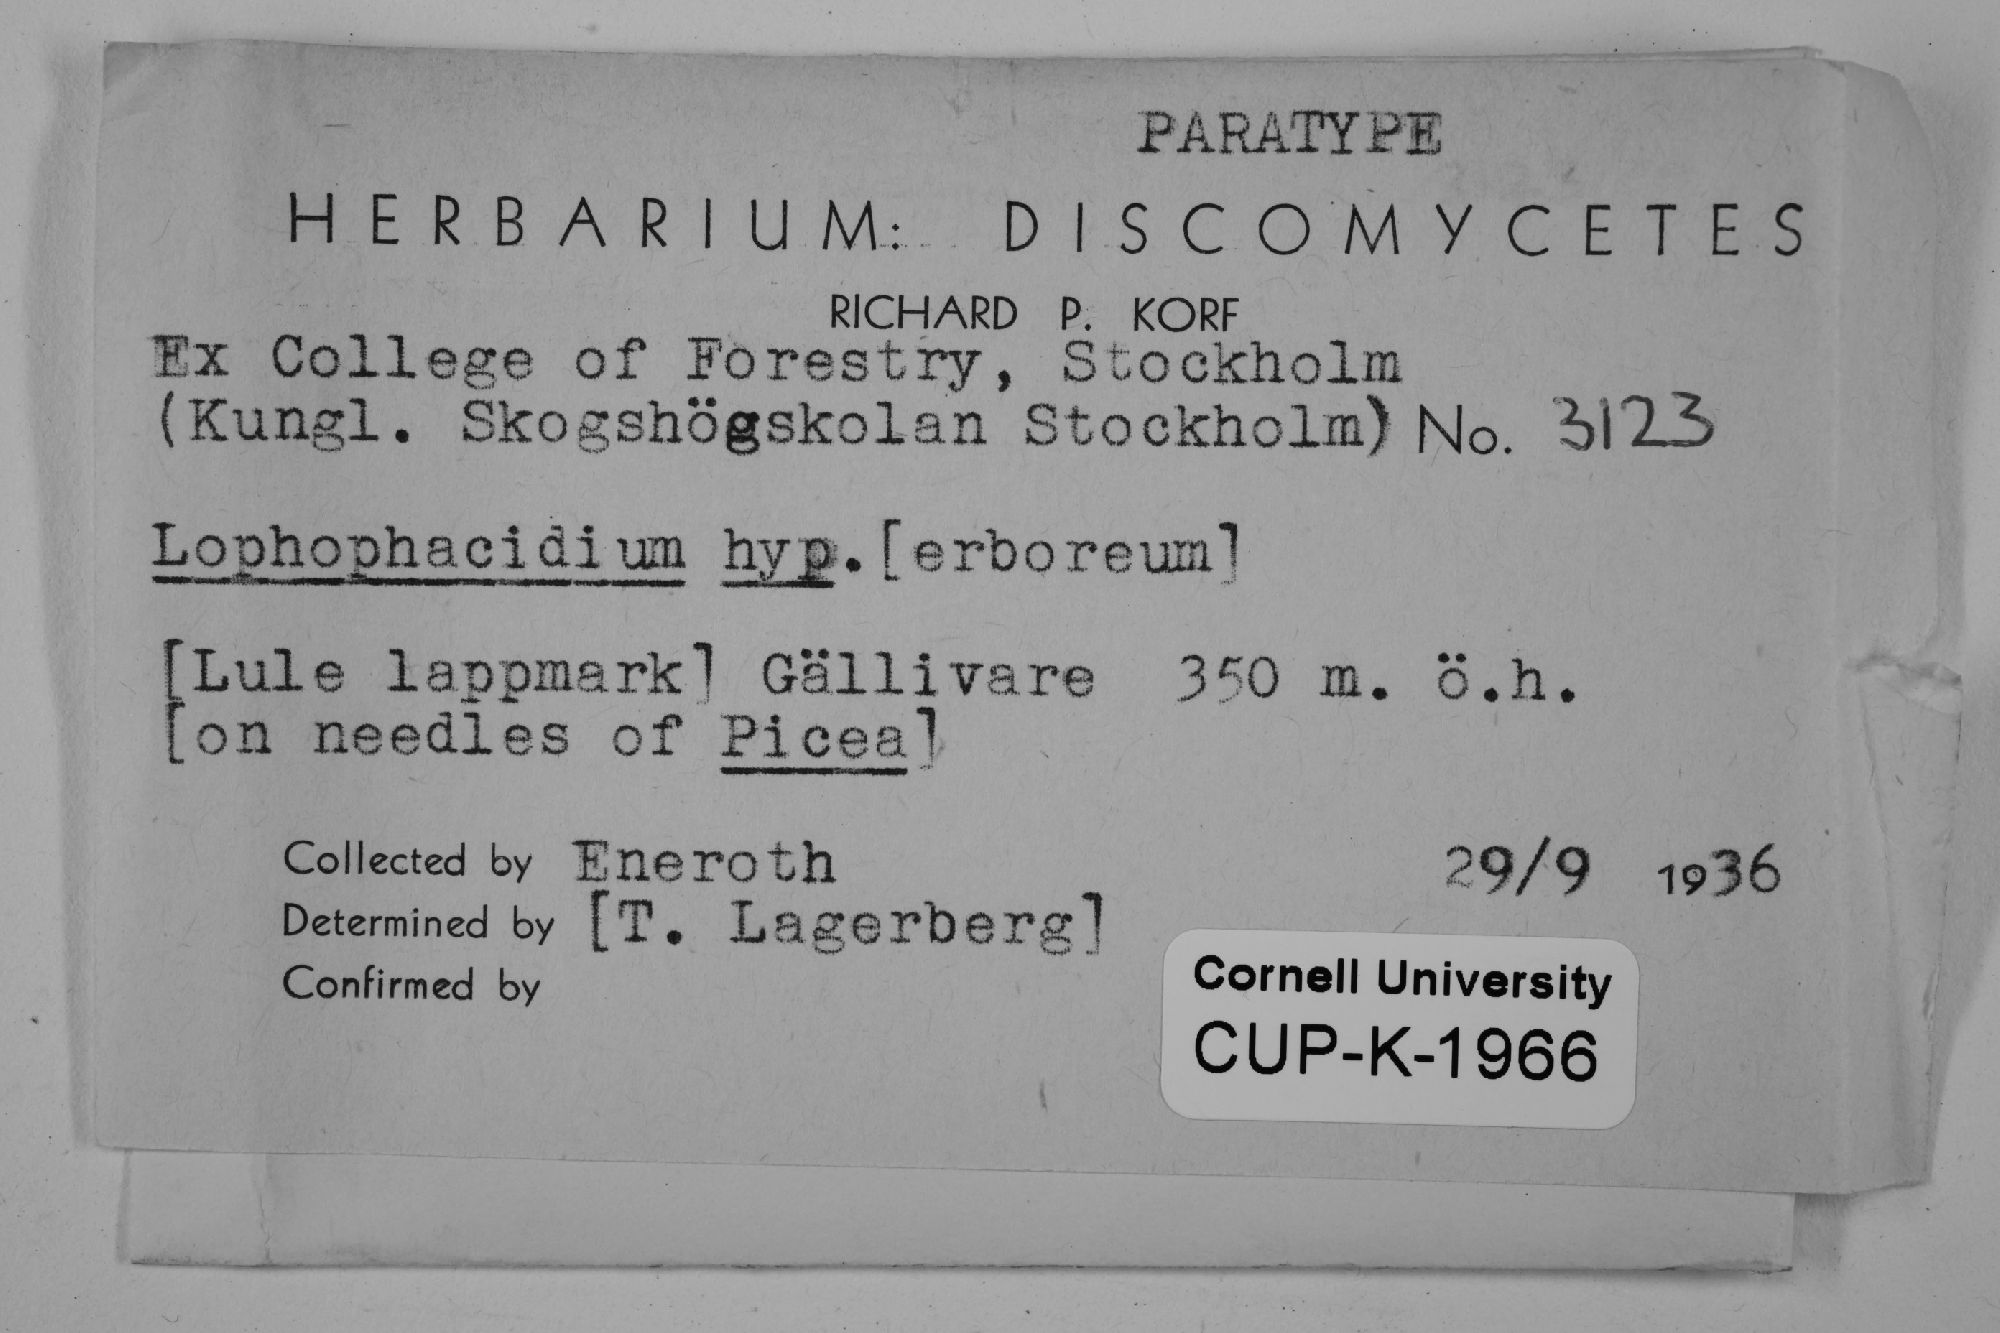 PARATYPE
HERBARIUM: DISCOMYCETES
RICHARD P. KORF
Ex College of Forestry, Stockholm
(Kungl. Skogshögskolan Stockholm) No. 3123
Lophophacidium hyp.[erboreum]
[Lule lappmark] Gällivare 350 m. ö.h.
[on needles of Picea]
Collected by Eneroth 29/9 1936
Determined by [T. Lagerberg]
Confirmed by
Cornell University
CUP-K-1966